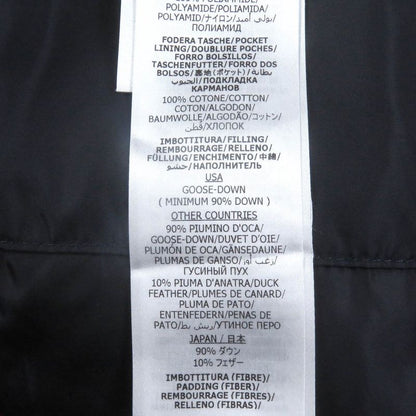 POLYAMIDE/POLIAMIDA/
POLYAMID/ナイロン/بولي أميد/
ПОЛИАМИД
FODERA TASCHE/POCKET
LINING/DOUBLURE POCHES/
FORRO BOLSILLOS/
TASCHENFUTTER/FORRO DOS
BOLSOS/裏地(ポケット)/بطانة
الجيوب/ПОДКЛАДКА
КАРМАНОВ
100% COTONE/COTTON/
COTON/ALGODON/
BAUMWOLLE/ALGODÃO/コットン/
قطن/ХЛОПОК
IMBOTTITURA/FILLING/
REMBOURRAGE/RELLENO/
FÜLLUNG/ENCHIMENTO/中綿/
حشو/НАПОЛНИТЕЛЬ
USA
GOOSE-DOWN
( MINIMUM 90% DOWN )
OTHER COUNTRIES
90% PIUMINO D'OCA/
GOOSE-DOWN/DUVET D'OIE/
PLUMÓN DE OCA/GÄNSEDAUNE/
PLUMAS DE GANSO/زغب أوز/
ГУСИНЫЙ ПУХ
10% PIUMA D'ANATRA/DUCK
FEATHER/PLUMES DE CANARD/
PLUMA DE PATO/
ENTENFEDERN/PENAS DE
PATO/ريش بط/УТИНОЕ ПЕРО
JAPAN / 日本
90% ダウン
10% フェザー
IMBOTTITURA (FIBRE)/
PADDING (FIBER)/
REMBOURRAGE (FIBRES)/
RELLENO (FIBRAS)/